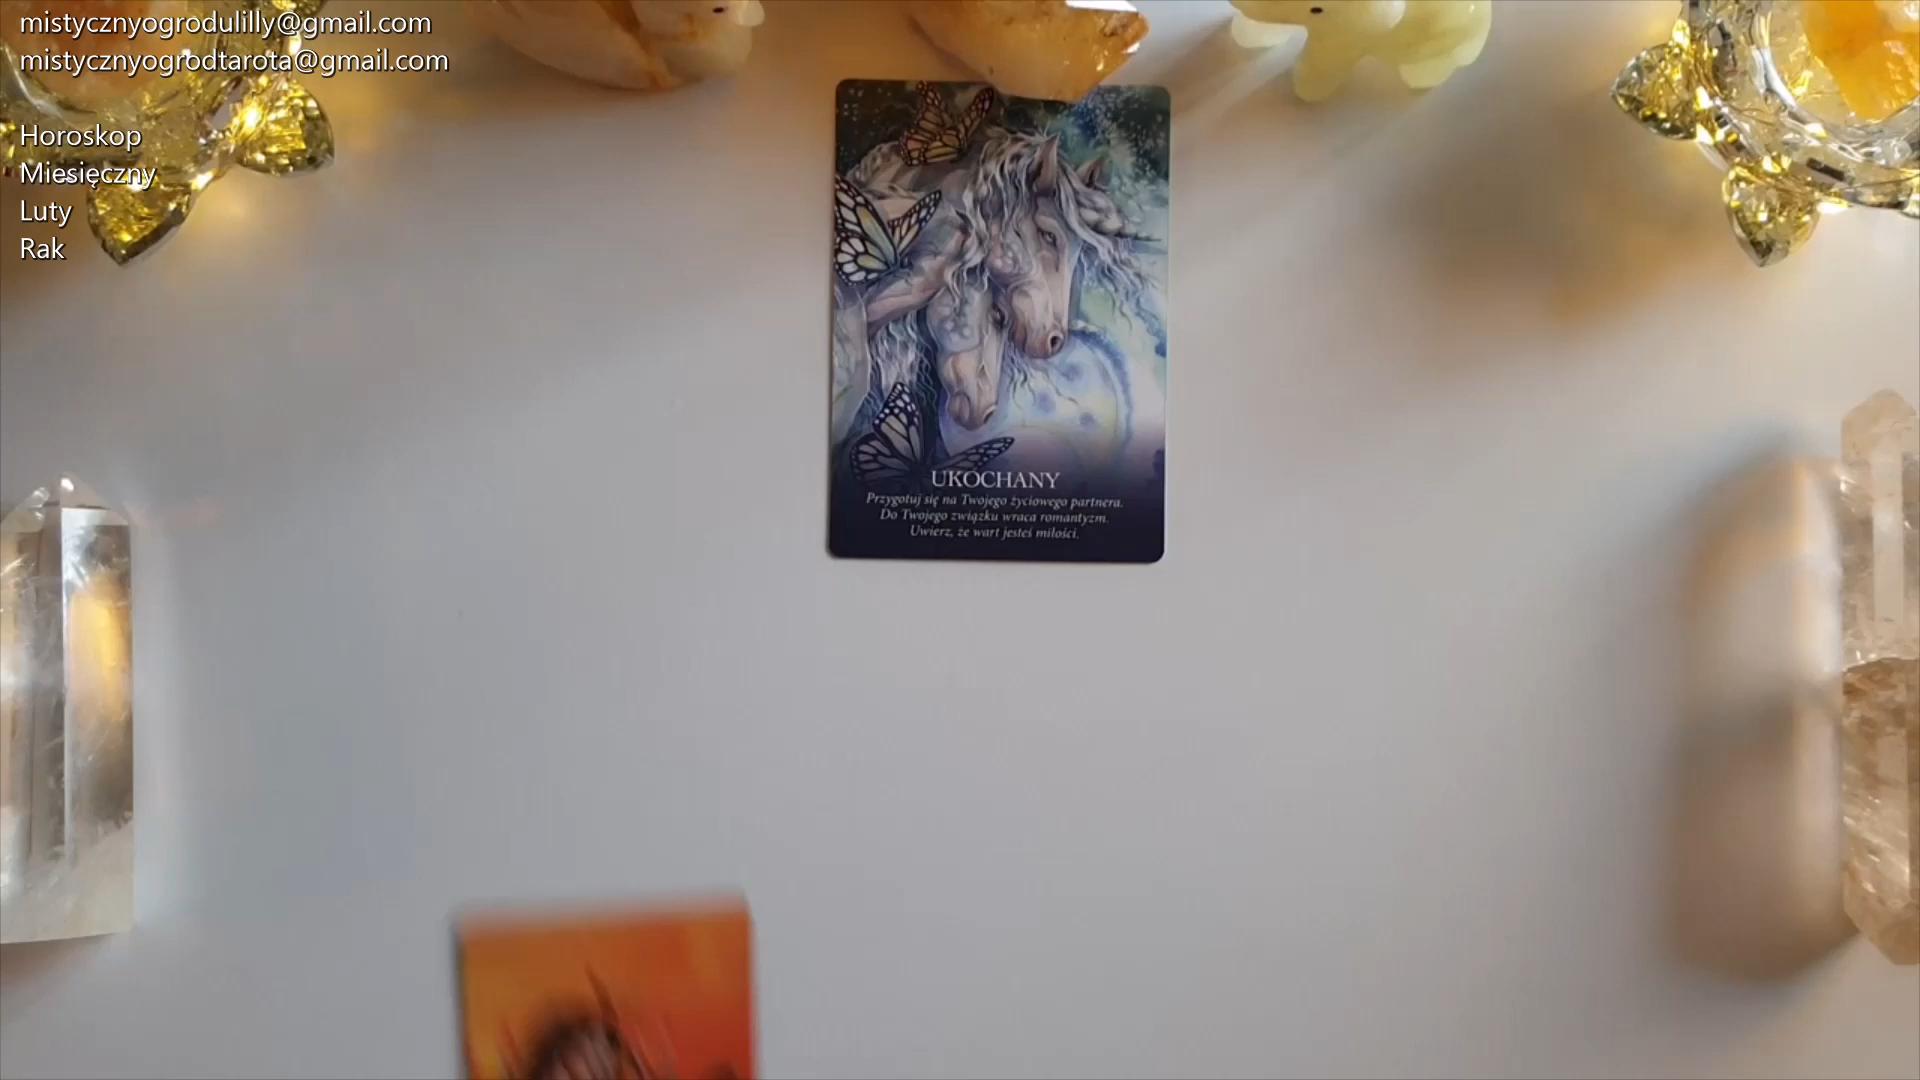 mistycznyogrodulilly@gmail.com
mistycznyogrodtarota@gmail.com
Horoskop
Miesięczny
Luty
Rak
UKOCHANY
Przygotuj się na Twojego życiowego partnera.
Do Twojego związku wraca romantyzm.
Uwierz, że wart jesteś miłości.